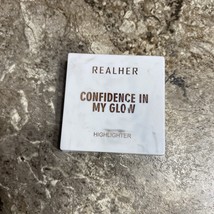 REALHER
CONFIDENCE IN
MY GLOW
HIGHLIGHTER